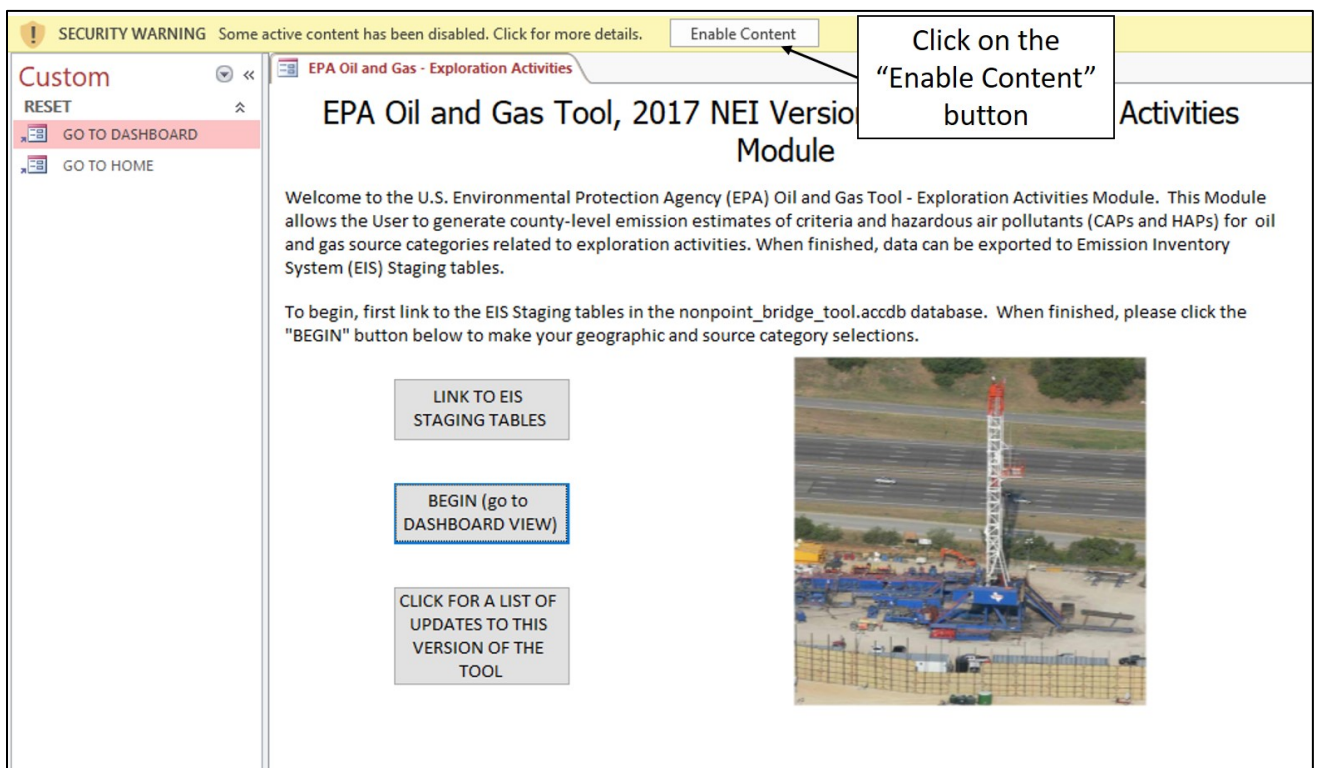 SECURITY WARNING Some active content has been disabled. Click for more details. Enable Content
Click on the
“Enable Content”
button
Custom
RESET
GO TO DASHBOARD
GO TO HOME
EPA Oil and Gas - Exploration Activities
EPA Oil and Gas Tool, 2017 NEI Versio Activities
Module
Welcome to the U.S. Environmental Protection Agency (EPA) Oil and Gas Tool - Exploration Activities Module. This Module
allows the User to generate county-level emission estimates of criteria and hazardous air pollutants (CAPs and HAPs) for oil
and gas source categories related to exploration activities. When finished, data can be exported to Emission Inventory
System (EIS) Staging tables.
To begin, first link to the EIS Staging tables in the nonpoint_bridge_tool.accdb database. When finished, please click the
"BEGIN" button below to make your geographic and source category selections.
LINK TO EIS
STAGING TABLES
BEGIN (go to
DASHBOARD VIEW)
CLICK FOR A LIST OF
UPDATES TO THIS
VERSION OF THE
TOOL